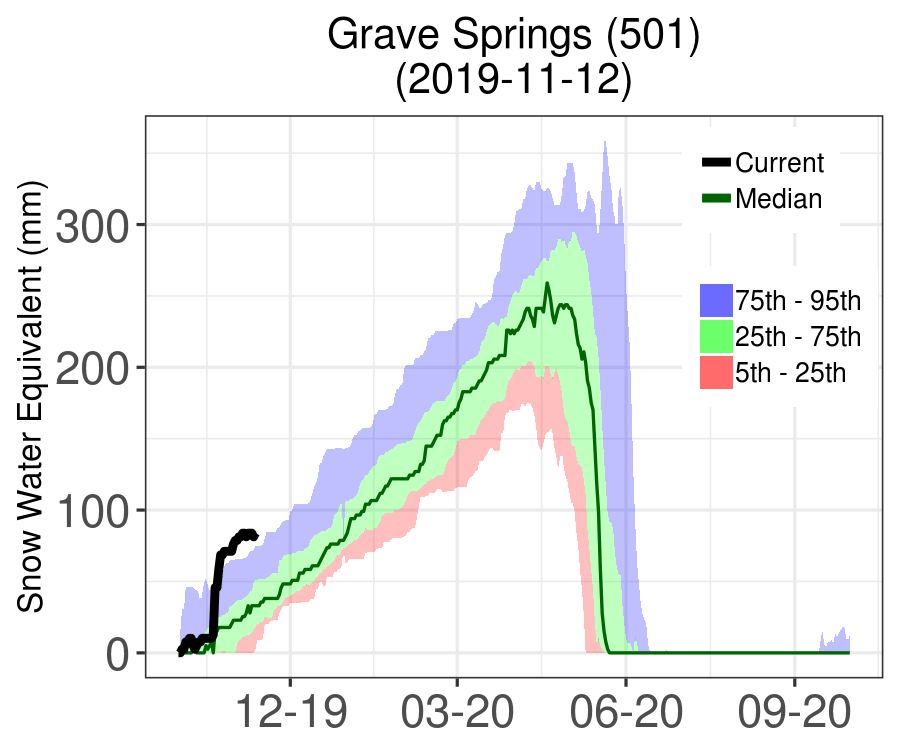 Grave Springs (501)
(2019-11-12)
Snow Water Equivalent (mm)
300
200
100
0
12-19
03-20
06-20
09-20
Current
Median
75th - 95th
25th - 75th
5th - 25th